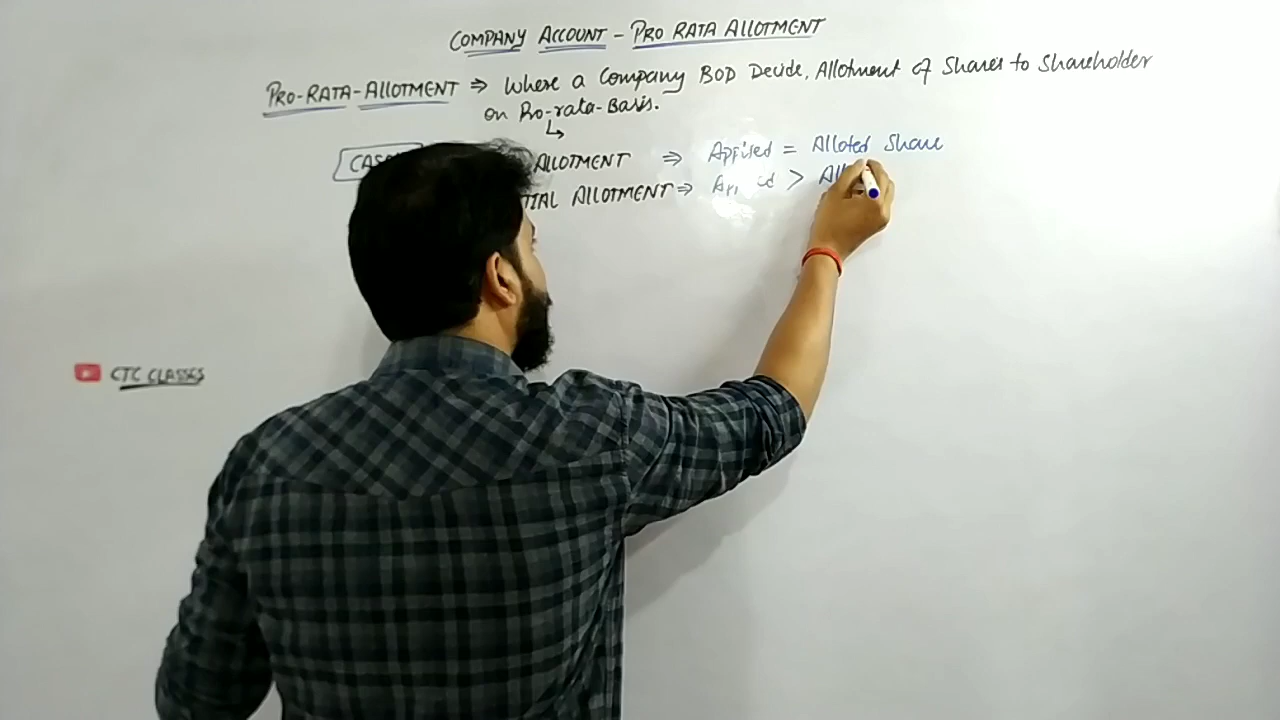 COMPANY ACCOUNT - PRO RATA ALLOTMENT
PRO-RATA-ALLOTMENT ⇒ Where a Company BOD Decide, Allotment of Shares to Shareholder
on Pro-rata-Basis.
↳
ALLOTMENT ⇒ Applied = Alloted Share
ALLOTMENT ⇒ >
CTC CLASSES